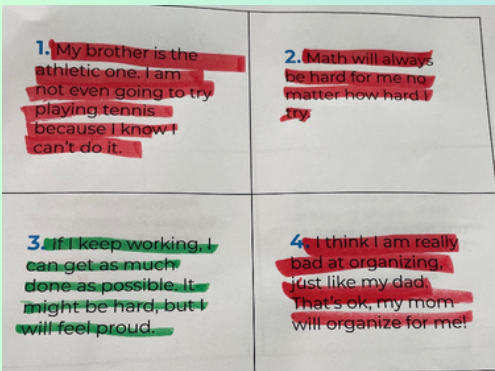 1. My brother is the
athletic one. I am
not even going to try
playing tennis
because I know I
can't do it.
2. Math will always
be hard for me no
matter how hard I
try.
3. If I keep working, I
can get as much
done as possible. It
might be hard, but I
will feel proud.
4. I think I am really
bad at organizing,
just like my dad.
That's ok, my mom
will organize for me!